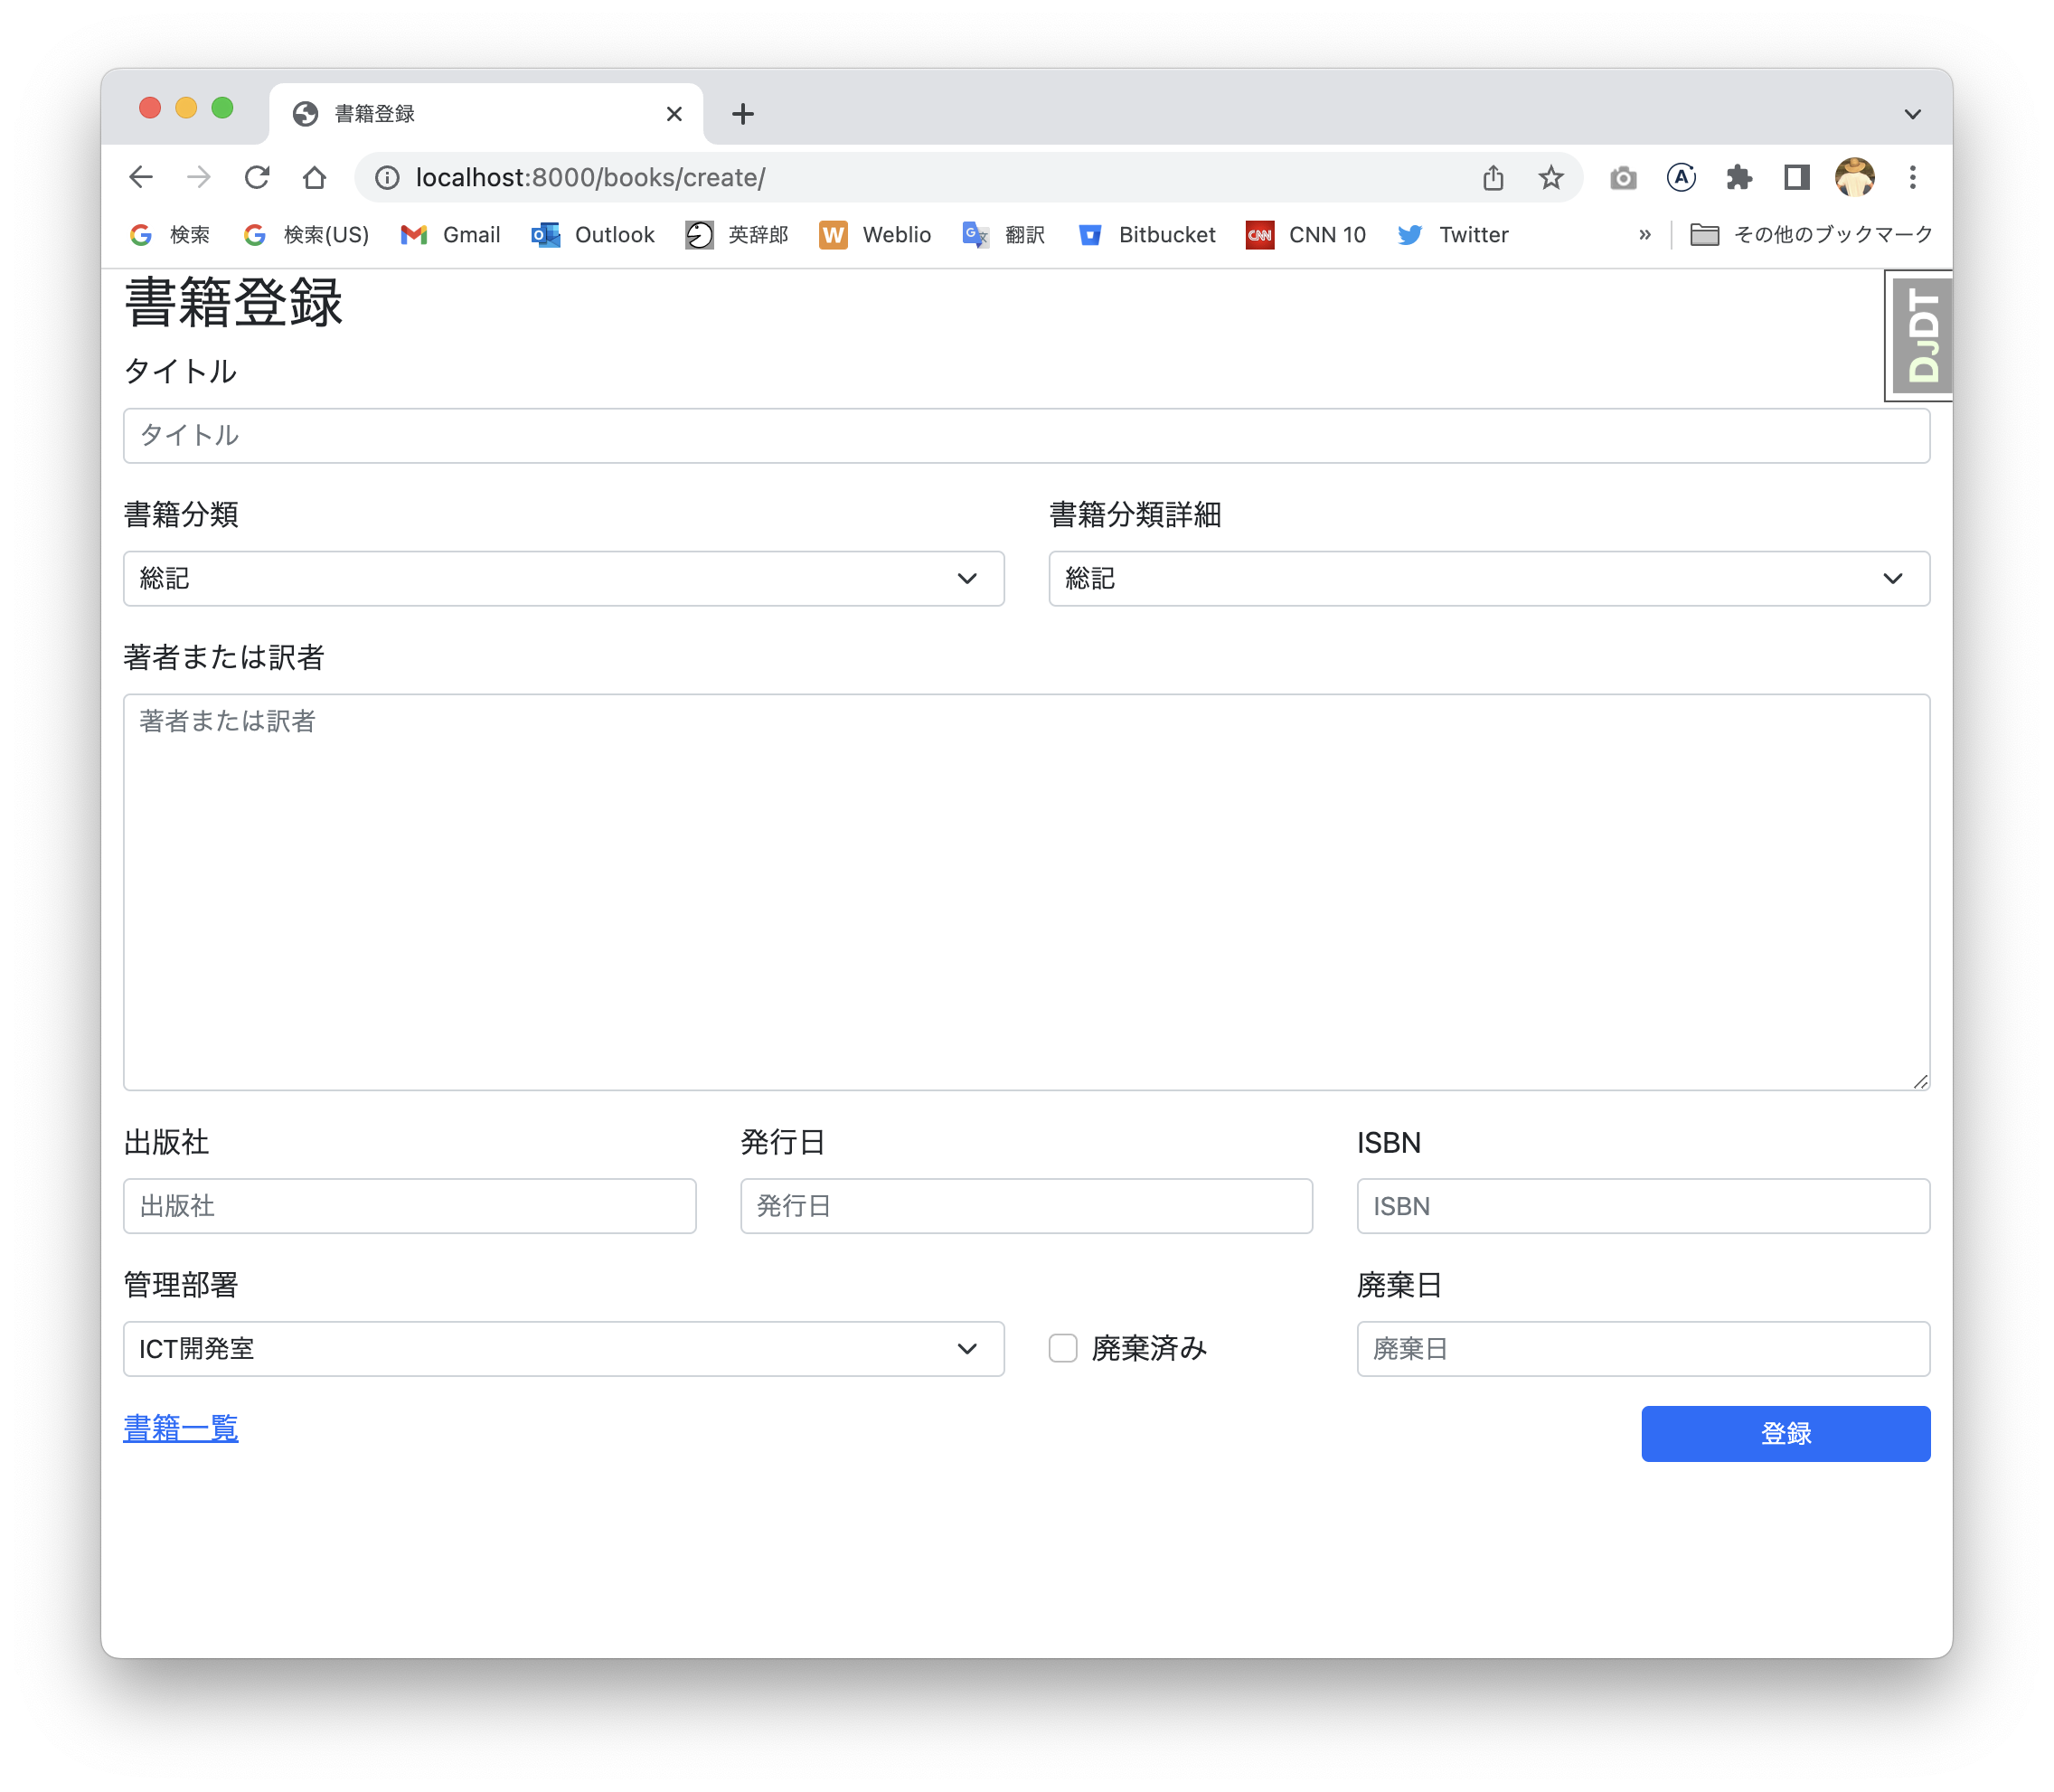 書籍登録
localhost:8000/books/create/
検索 検索(US) Gmail Outlook 英辞郎 W Weblio 翻訳 Bitbucket CNN CNN 10 Twitter » その他のブックマーク
書籍登録
DJDT
タイトル
タイトル
書籍分類 書籍分類詳細
総記 総記
著者または訳者
著者または訳者
出版社 発行日 ISBN
出版社 発行日 ISBN
管理部署 廃棄日
ICT開発室 廃棄済み 廃棄日
書籍一覧 登録